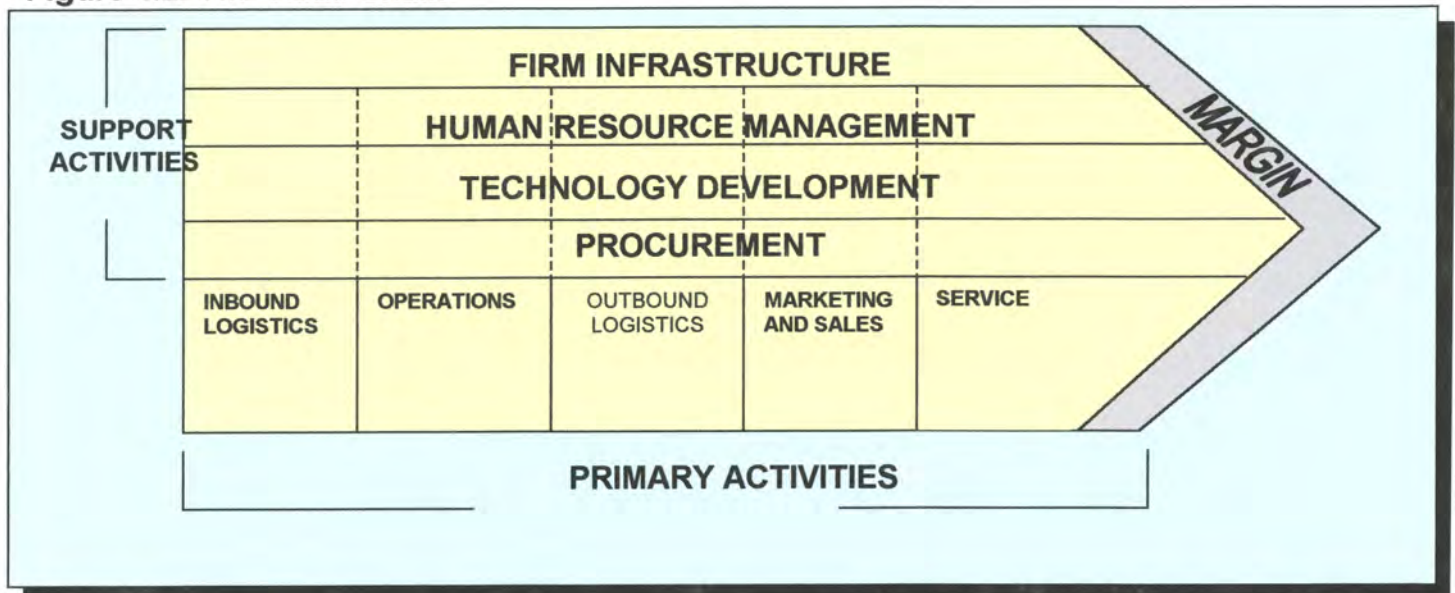 FIRM INFRASTRUCTURE
SUPPORT
ACTIVITIES
HUMAN RESOURCE MANAGEMENT
TECHNOLOGY DEVELOPMENT
PROCUREMENT
MARGIN
INBOUND
LOGISTICS
OPERATIONS
OUTBOUND
LOGISTICS
MARKETING
AND SALES
SERVICE
PRIMARY ACTIVITIES